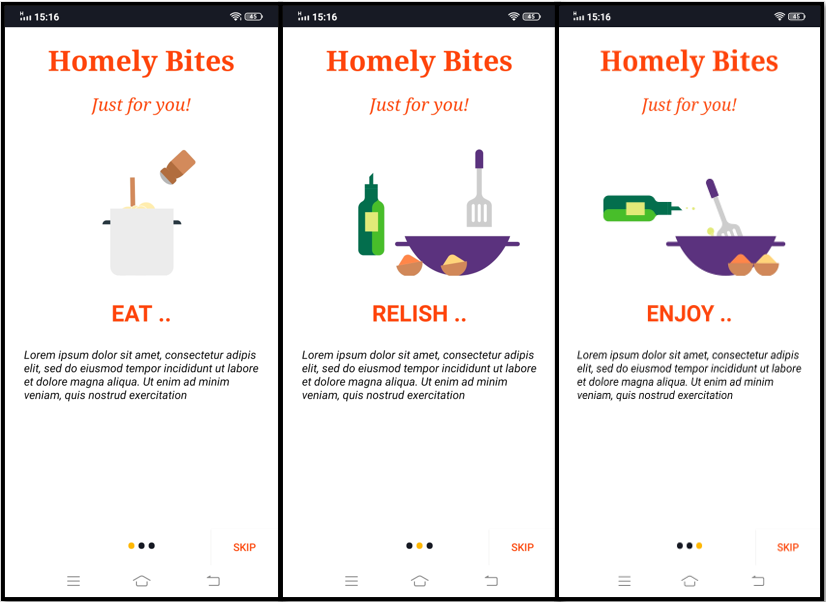 H 15:16 45
Homely Bites
Just for you!
EAT ..
Lorem ipsum dolor sit amet, consectetur adipis
elit, sed do eiusmod tempor incididunt ut labore
et dolore magna aliqua. Ut enim ad minim
veniam, quis nostrud exercitation
SKIP
H 15:16 45
Homely Bites
Just for you!
RELISH ..
Lorem ipsum dolor sit amet, consectetur adipis
elit, sed do eiusmod tempor incididunt ut labore
et dolore magna aliqua. Ut enim ad minim
veniam, quis nostrud exercitation
SKIP
H 15:16 45
Homely Bites
Just for you!
ENJOY ..
Lorem ipsum dolor sit amet, consectetur adipis
elit, sed do eiusmod tempor incididunt ut labore
et dolore magna aliqua. Ut enim ad minim
veniam, quis nostrud exercitation
SKIP